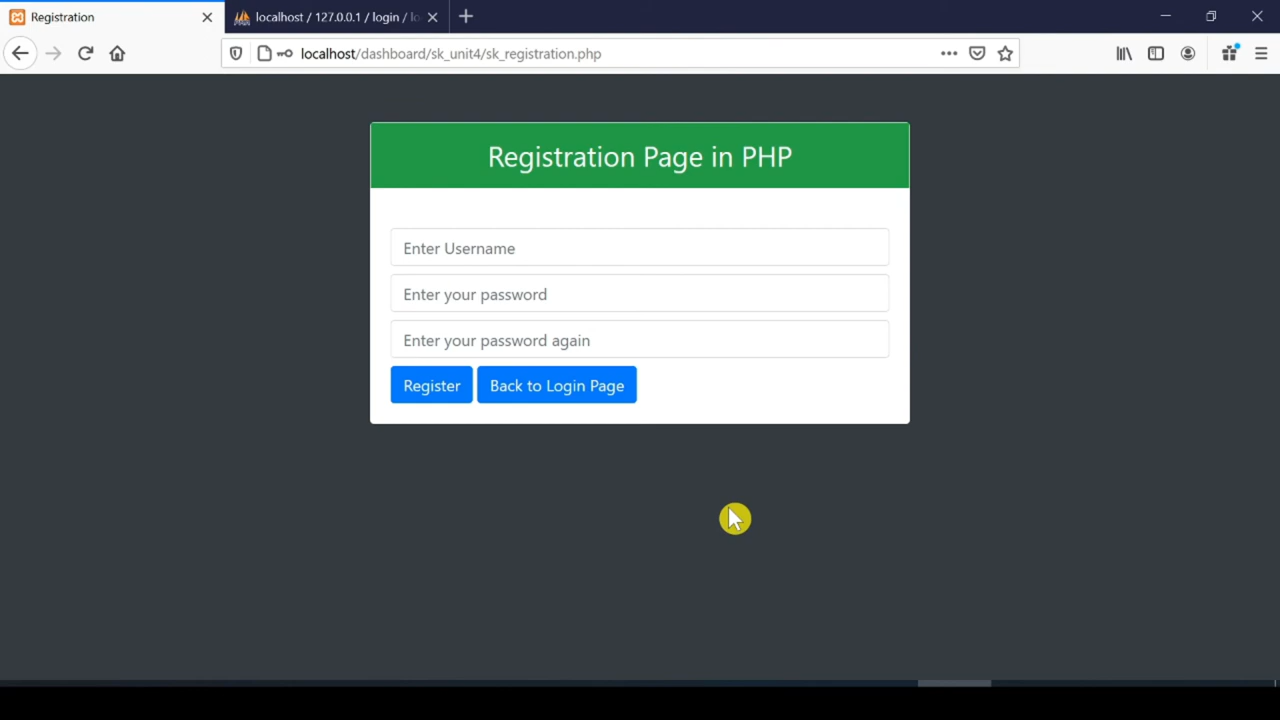 Registration
localhost / 127.0.0.1 / login / lo
localhost/dashboard/sk_unit4/sk_registration.php
Registration Page in PHP
Enter Username
Enter your password
Enter your password again
Register
Back to Login Page